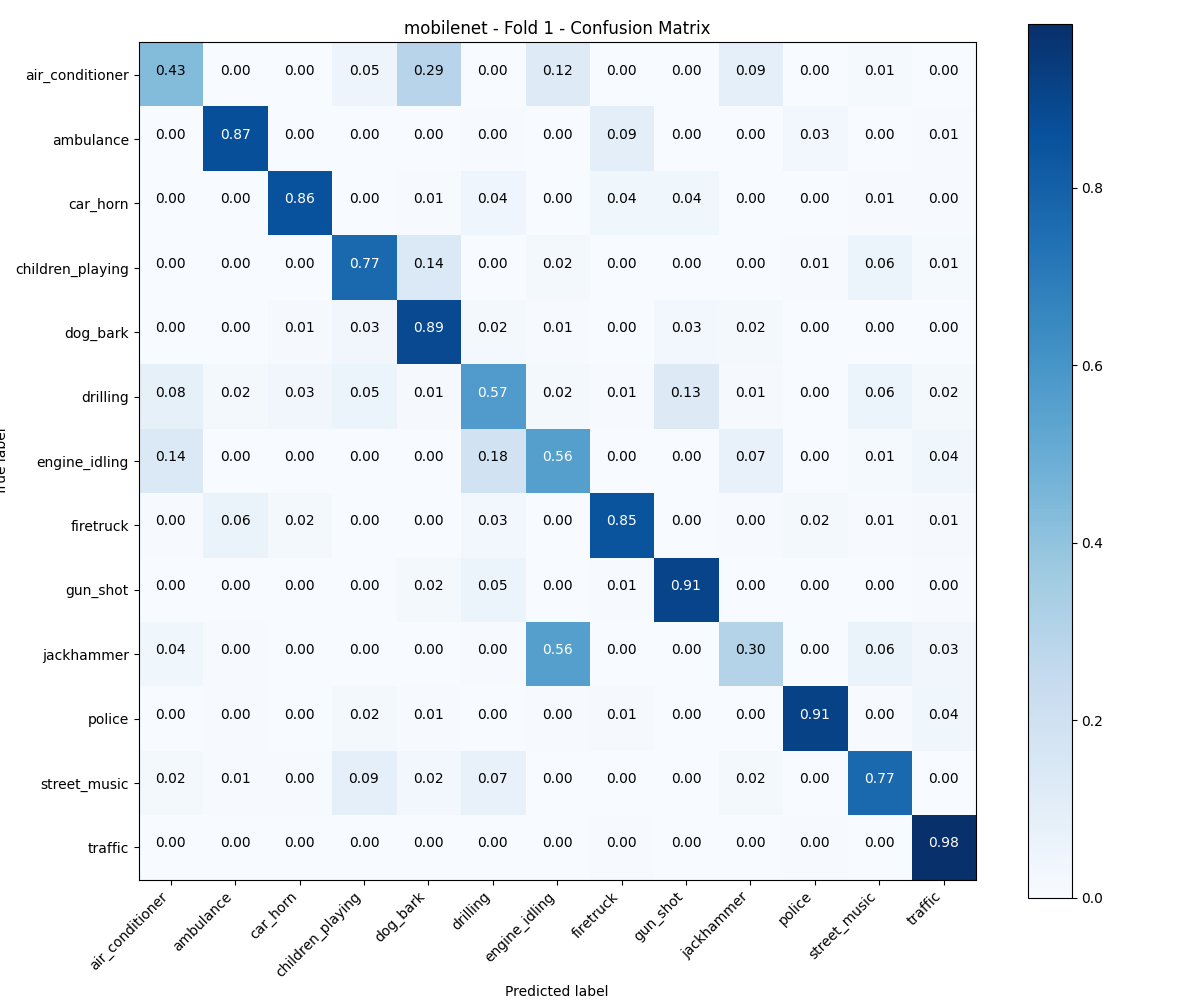 mobilenet - Fold 1 - Confusion Matrix
air_conditioner 0.43 0.00 0.00 0.05 0.29 0.00 0.12 0.00 0.00 0.09 0.00 0.01 0.00
ambulance 0.00 0.87 0.00 0.00 0.00 0.00 0.00 0.09 0.00 0.00 0.03 0.00 0.01
car_horn 0.00 0.00 0.86 0.00 0.01 0.04 0.00 0.04 0.04 0.00 0.00 0.01 0.00
children_playing 0.00 0.00 0.00 0.77 0.14 0.00 0.02 0.00 0.00 0.00 0.01 0.06 0.01
dog_bark 0.00 0.00 0.01 0.03 0.89 0.02 0.01 0.00 0.03 0.02 0.00 0.00 0.00
drilling 0.08 0.02 0.03 0.05 0.01 0.57 0.02 0.01 0.13 0.01 0.00 0.06 0.02
engine_idling 0.14 0.00 0.00 0.00 0.00 0.18 0.56 0.00 0.00 0.07 0.00 0.01 0.04
firetruck 0.00 0.06 0.02 0.00 0.00 0.03 0.00 0.85 0.00 0.00 0.02 0.01 0.01
gun_shot 0.00 0.00 0.00 0.00 0.02 0.05 0.00 0.01 0.91 0.00 0.00 0.00 0.00
jackhammer 0.04 0.00 0.00 0.00 0.00 0.00 0.56 0.00 0.00 0.30 0.00 0.06 0.03
police 0.00 0.00 0.00 0.02 0.01 0.00 0.00 0.01 0.00 0.00 0.91 0.00 0.04
street_music 0.02 0.01 0.00 0.09 0.02 0.07 0.00 0.00 0.00 0.02 0.00 0.77 0.00
traffic 0.00 0.00 0.00 0.00 0.00 0.00 0.00 0.00 0.00 0.00 0.00 0.00 0.98
air_conditioner ambulance car_horn children_playing dog_bark drilling engine_idling firetruck gun_shot jackhammer police street_music traffic
Predicted label
0.8
0.6
0.4
0.2
0.0